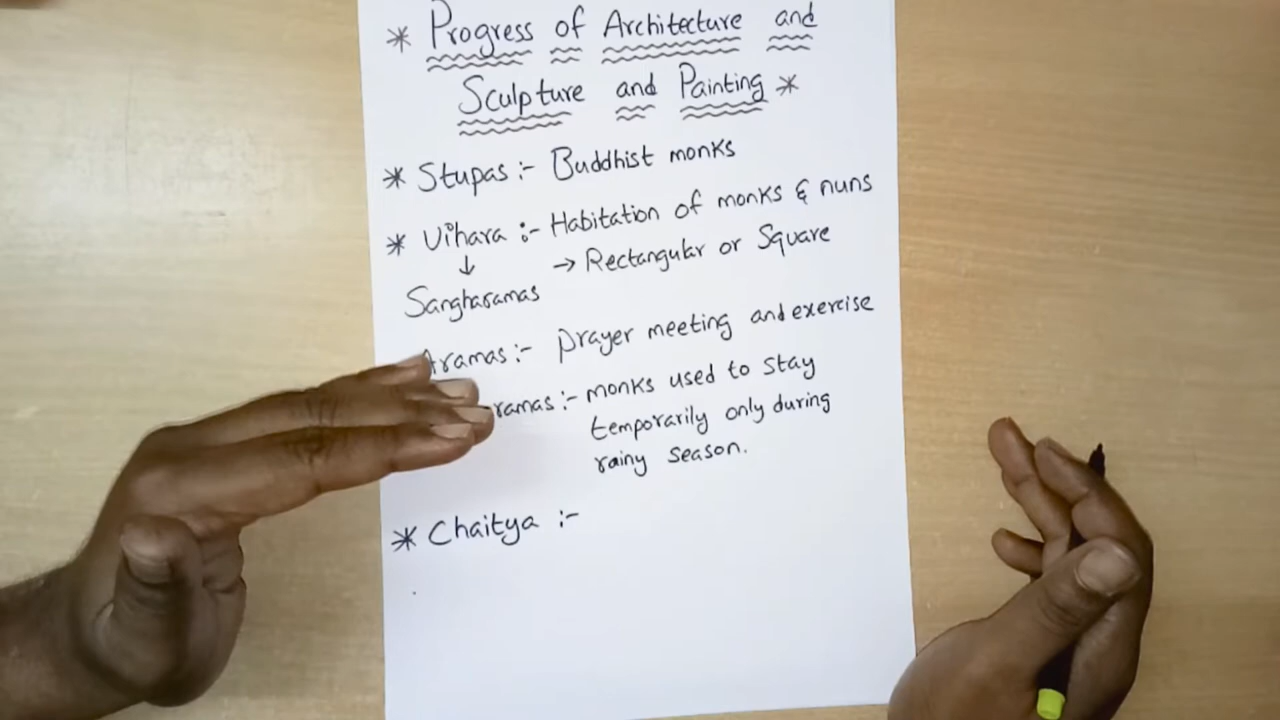 * Progress of Architecture and
Sculpture and Painting *
* Stupas :- Buddhist monks
* Vihara :- Habitation of monks & nuns
↓ → Rectangular or Square
Sangharamas
Aramas :- prayer meeting and exercise
ramas :- monks used to stay
temporarily only during
rainy season.
* Chaitya :-